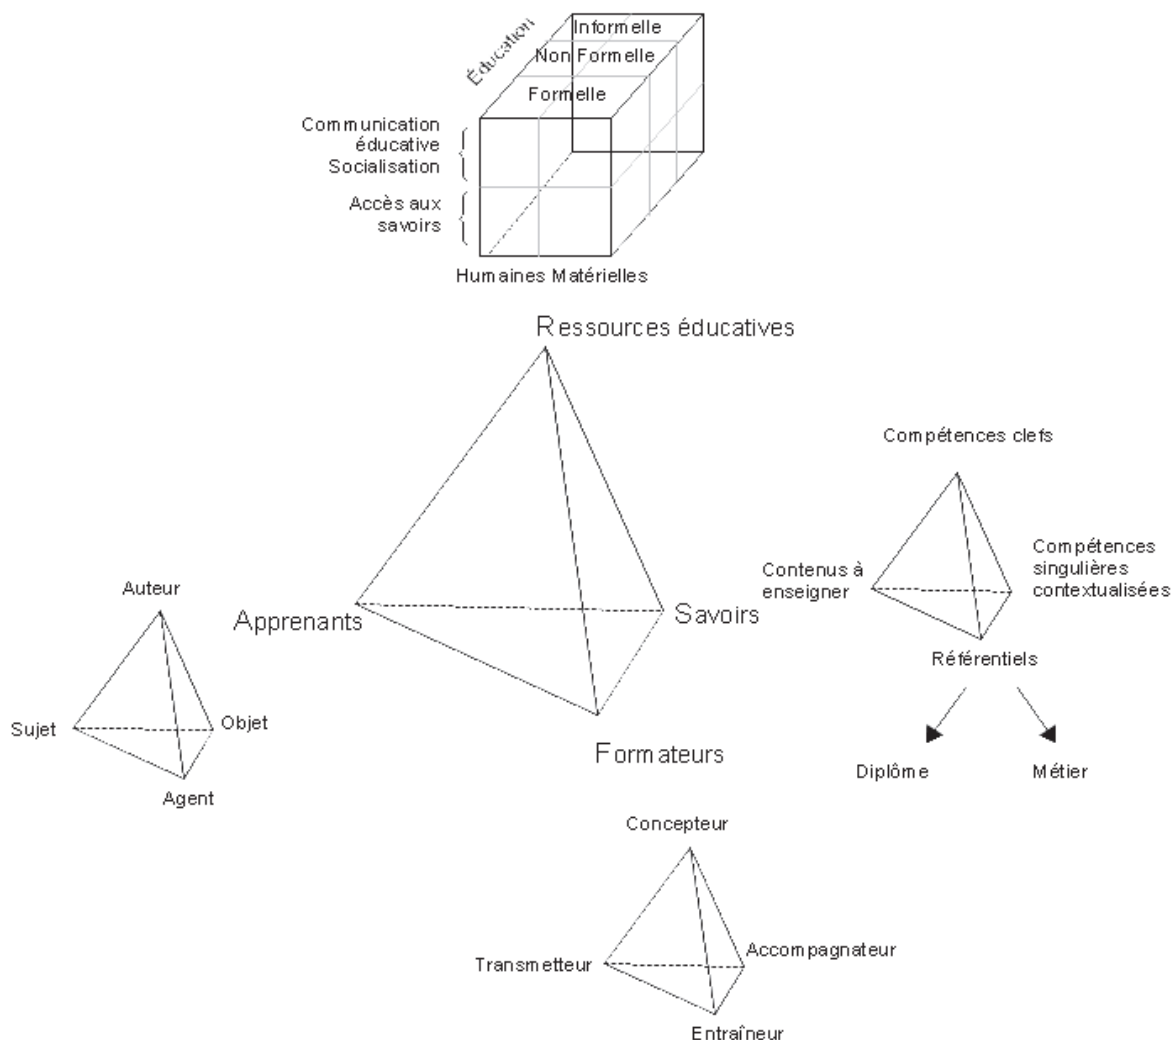 Éducation
Informelle
Non Formelle
Formelle
Communication
éducative
Socialisation
Accès aux
savoirs
Humaines Matérielles
Ressources éducatives
Apprenants
Savoirs
Formateurs
Compétences clefs
Contenus à
enseigner
Compétences
singulières
contextualisées
Référentiels
Diplôme
Métier
Auteur
Sujet
Objet
Agent
Concepteur
Transmetteur
Accompagnateur
Entraîneur